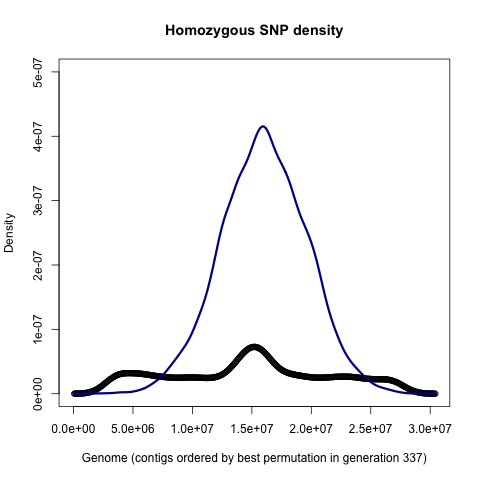 Homozygous SNP density
5e-07
4e-07
3e-07
2e-07
1e-07
0e+00
Density
0.0e+00 5.0e+06 1.0e+07 1.5e+07 2.0e+07 2.5e+07 3.0e+07
Genome (contigs ordered by best permutation in generation 337)